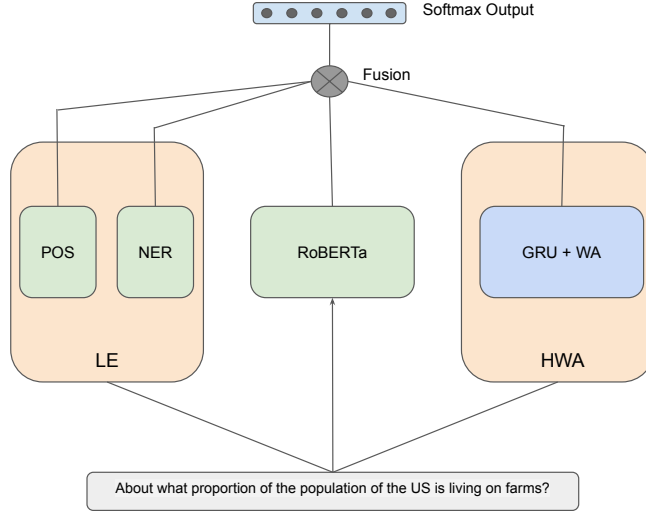 Softmax Output
Fusion
POS
NER
RoBERTa
GRU + WA
LE
HWA
About what proportion of the population of the US is living on farms?